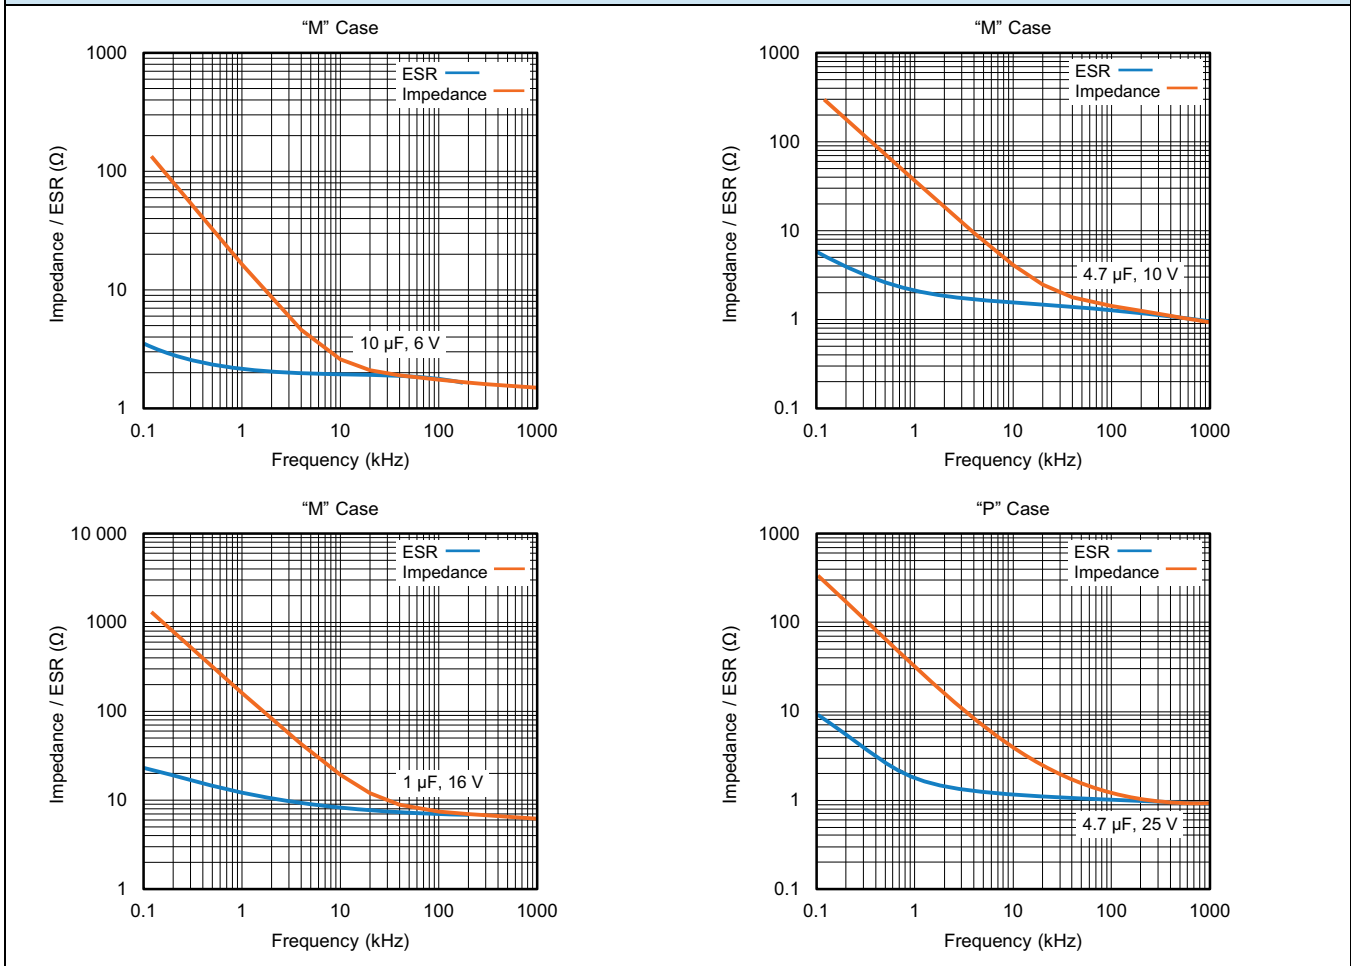 “M” Case
1000
100
10
1
Impedance / ESR (Ω)
ESR
Impedance
10 µF, 6 V
0.1 1 10 100 1000
Frequency (kHz)
“M” Case
1000
100
10
1
0.1
Impedance / ESR (Ω)
ESR
Impedance
4.7 µF, 10 V
0.1 1 10 100 1000
Frequency (kHz)
“M” Case
10 000
1000
100
10
1
Impedance / ESR (Ω)
ESR
Impedance
1 µF, 16 V
0.1 1 10 100 1000
Frequency (kHz)
“P” Case
1000
100
10
1
0.1
Impedance / ESR (Ω)
ESR
Impedance
4.7 µF, 25 V
0.1 1 10 100 1000
Frequency (kHz)